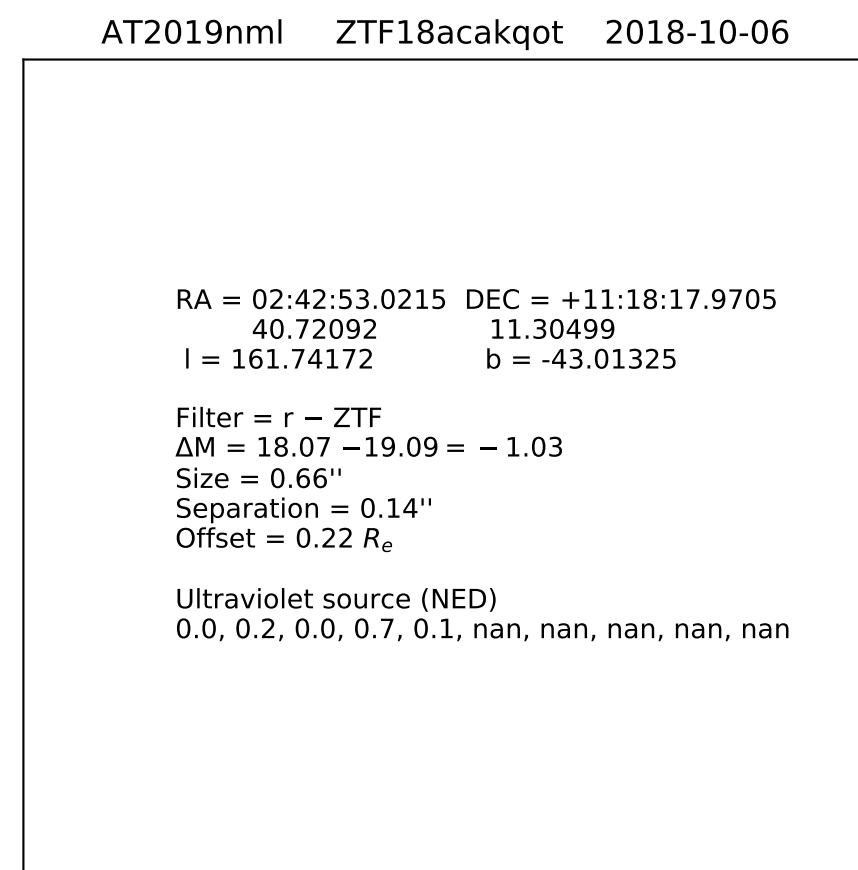 AT2019nml ZTF18acakqot 2018-10-06
RA = 02:42:53.0215 DEC = +11:18:17.9705
40.72092 11.30499
l = 161.74172 b = -43.01325
Filter = r − ZTF
ΔM = 18.07 −19.09 = − 1.03
Size = 0.66''
Separation = 0.14''
Offset = 0.22 Re
Ultraviolet source (NED)
0.0, 0.2, 0.0, 0.7, 0.1, nan, nan, nan, nan, nan